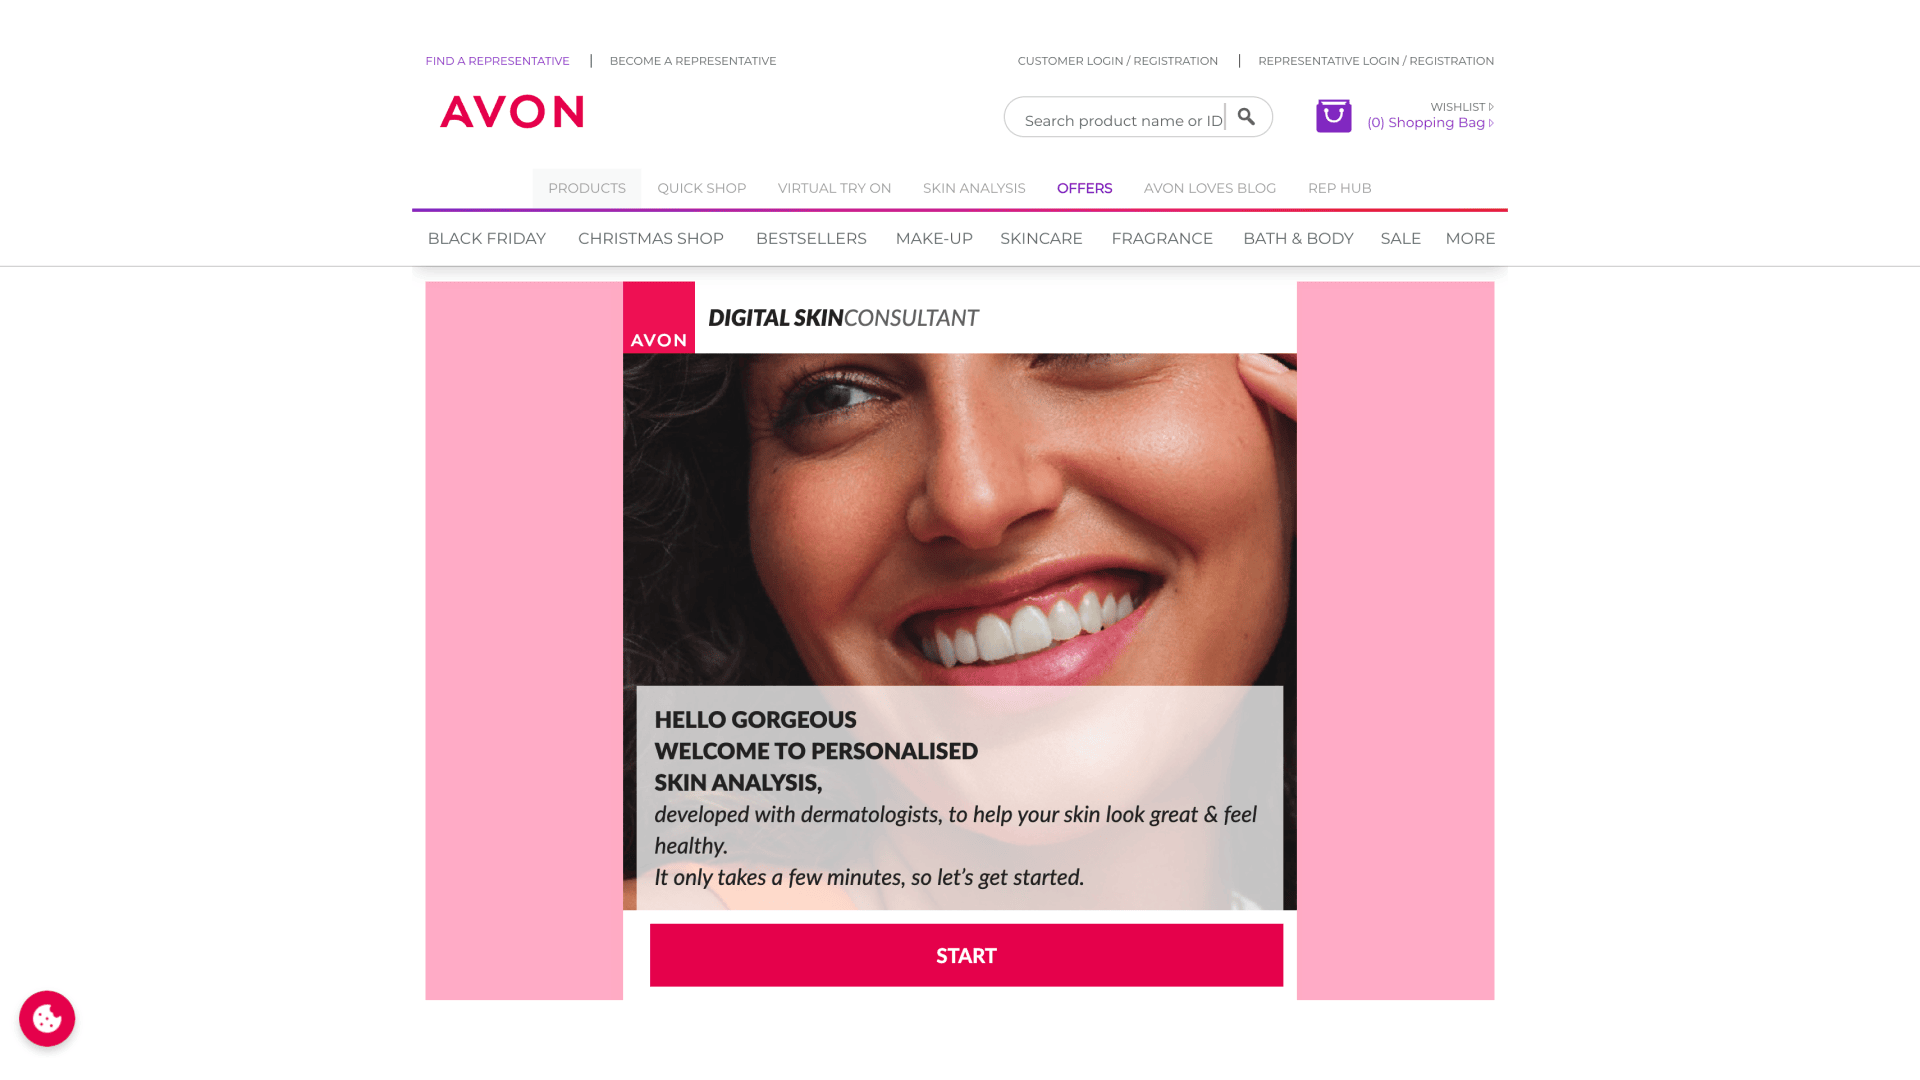 FIND A REPRESENTATIVE | BECOME A REPRESENTATIVE CUSTOMER LOGIN / REGISTRATION | REPRESENTATIVE LOGIN / REGISTRATION
AVON
Search product name or ID
WISHLIST
(0) Shopping Bag
PRODUCTS QUICK SHOP VIRTUAL TRY ON SKIN ANALYSIS OFFERS AVON LOVES BLOG REP HUB
BLACK FRIDAY CHRISTMAS SHOP BESTSELLERS MAKE-UP SKINCARE FRAGRANCE BATH & BODY SALE MORE
AVON
DIGITAL SKINCONSULTANT
HELLO GORGEOUS
WELCOME TO PERSONALISED
SKIN ANALYSIS,
developed with dermatologists, to help your skin look great & feel
healthy.
It only takes a few minutes, so let's get started.
START